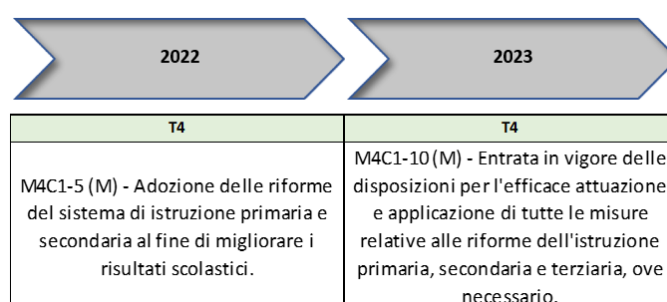 2022
2023
T4
T4
M4C1-5 (M) - Adozione delle riforme
del sistema di istruzione primaria e
secondaria al fine di migliorare i
risultati scolastici.
M4C1-10 (M) - Entrata in vigore delle
disposizioni per l'efficace attuazione
e applicazione di tutte le misure
relative alle riforme dell'istruzione
primaria, secondaria e terziaria, ove
necessario.